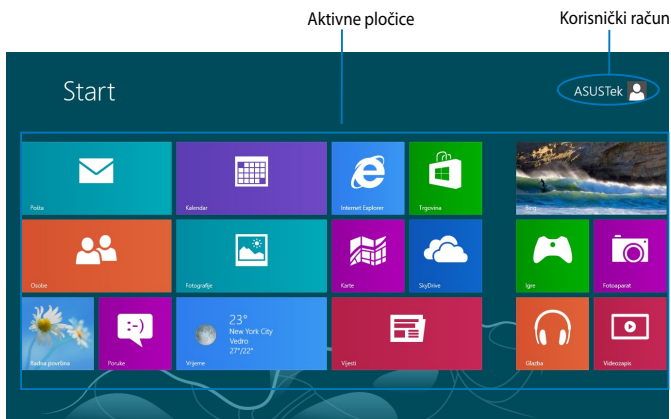 Aktivne pločice
Korisnički račun
Start
ASUSTek
Pošta
Kalendar
Internet Explorer
Trgovina
Bing
Osobe
Fotografije
Karte
SkyDrive
Igre
Fotoaparat
Radna površina
:-)
Poruke
23°
New York City
Vedro
27°/22°
Vrijeme
Vijesti
Glazba
Videozapis